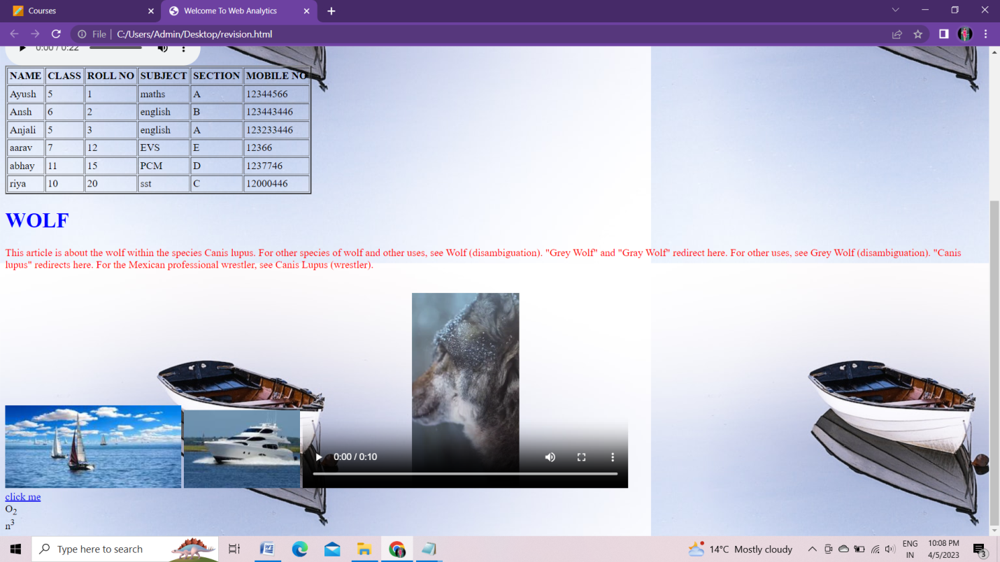 Courses
Welcome To Web Analytics
File | C:/Users/Admin/Desktop/revision.html
0:00 / 0:22
NAME CLASS ROLL NO SUBJECT SECTION MOBILE NO
Ayush 5 1 maths A 12344566
Ansh 6 2 english B 123443446
Anjali 5 3 english A 123233446
aarav 7 12 EVS E 12366
abhay 11 15 PCM D 1237746
riya 10 20 sst C 12000446
WOLF
This article is about the wolf within the species Canis lupus. For other species of wolf and other uses, see Wolf (disambiguation). "Grey Wolf" and "Gray Wolf" redirect here. For other uses, see Grey Wolf (disambiguation). "Canis
lupus" redirects here. For the Mexican professional wrestler, see Canis Lupus (wrestler).
0:00 / 0:10
click me
O₂
n³
Type here to search
14°C Mostly cloudy
ENG
IN
10:08 PM
4/5/2023
3